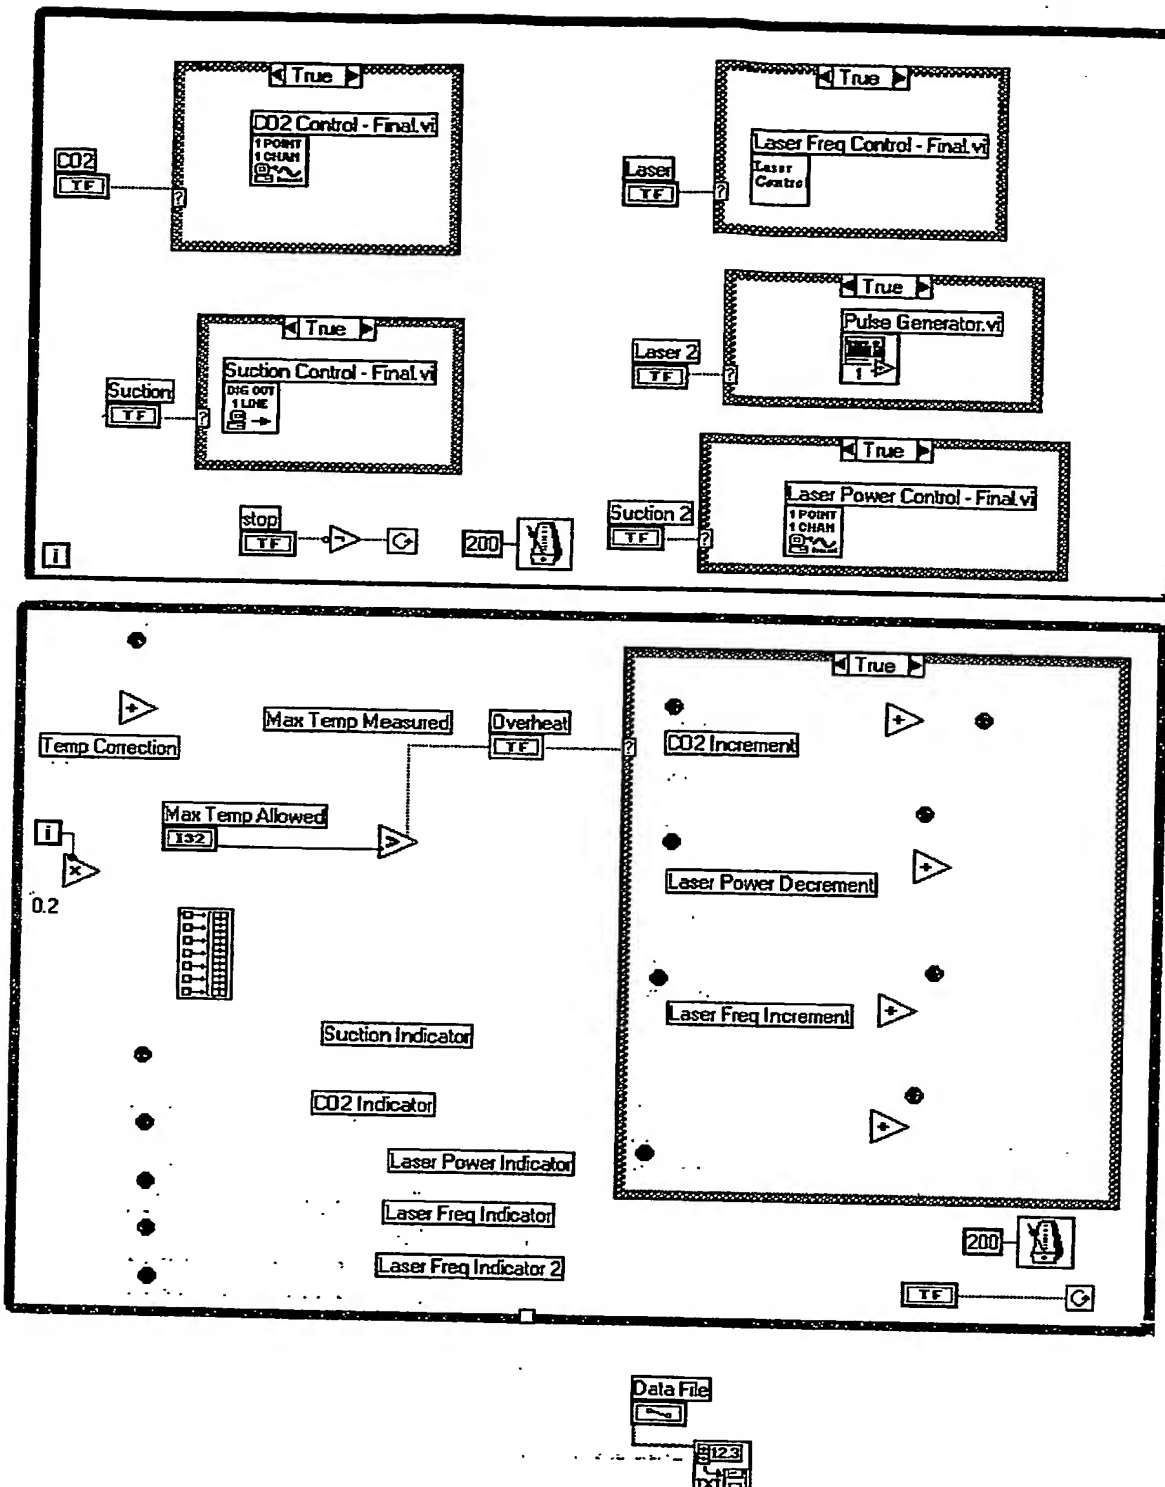 True
CO2 Control - Final.vi
1 POINT
1 CHAN
CO2
TF
?
True
Laser Freq Control - Final.vi
Laser
Control
Laser
TF
?
True
Suction Control - Final.vi
DIG OUT
1 LINE
Suction
TF
?
True
Pulse Generator.vi
1
Laser 2
TF
?
True
Laser Power Control - Final.vi
1 POINT
1 CHAN
Suction 2
TF
?
stop
TF
200
i
True
Temp Correction
Max Temp Measured
Overheat
TF
?
CO2 Increment
Max Temp Allowed
I32
>
i
x
0.2
Laser Power Decrement
Laser Freq Increment
Suction Indicator
CO2 Indicator
Laser Power Indicator
Laser Freq Indicator
Laser Freq Indicator 2
200
TF
Data File
12.3
TXT